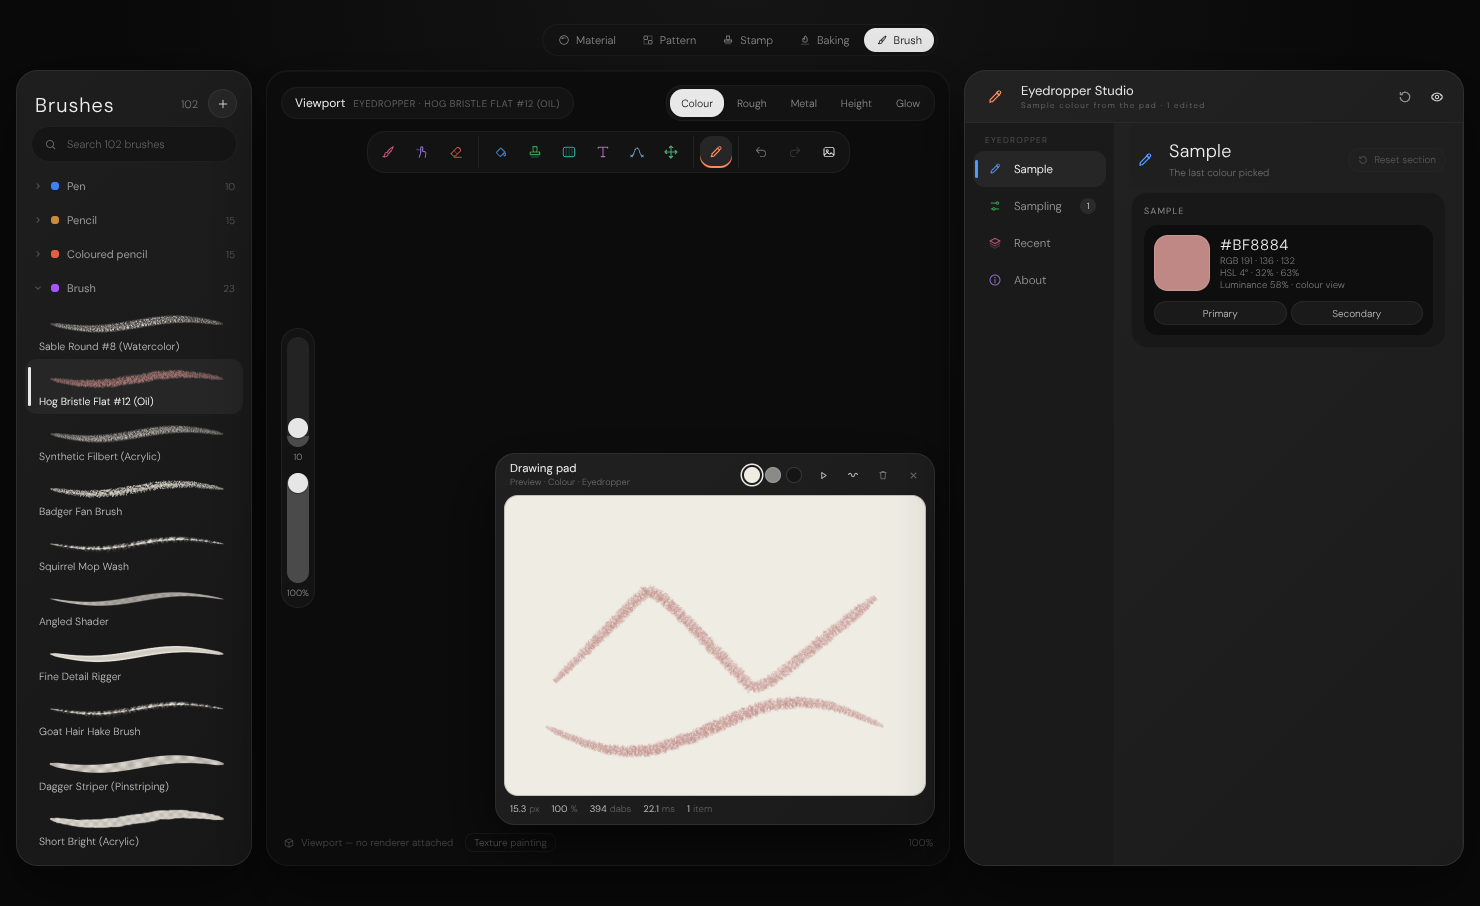 Material
Pattern
Stamp
Baking
Brush
Brushes
102
Search 102 brushes
Pen
10
Pencil
15
Coloured pencil
15
Brush
23
Sable Round #8 (Watercolor)
Hog Bristle Flat #12 (Oil)
Synthetic Filbert (Acrylic)
Badger Fan Brush
Squirrel Mop Wash
Angled Shader
Fine Detail Rigger
Goat Hair Hake Brush
Dagger Striper (Pinstriping)
Short Bright (Acrylic)
Viewport EYEDROPPER · HOG BRISTLE FLAT #12 (OIL)
Colour
Rough
Metal
Height
Glow
10
100%
Drawing pad
Preview · Colour · Eyedropper
15.3 px 100 % 394 dabs 22.1 ms 1 item
Viewport — no renderer attached
Texture painting
100%
Eyedropper Studio
Sample colour from the pad · 1 edited
EYEDROPPER
Sample
Sampling
1
Recent
About
Sample
The last colour picked
Reset section
SAMPLE
#BF8884
RGB 191 · 136 · 132
HSL 4° · 32% · 63%
Luminance 58% · colour view
Primary
Secondary